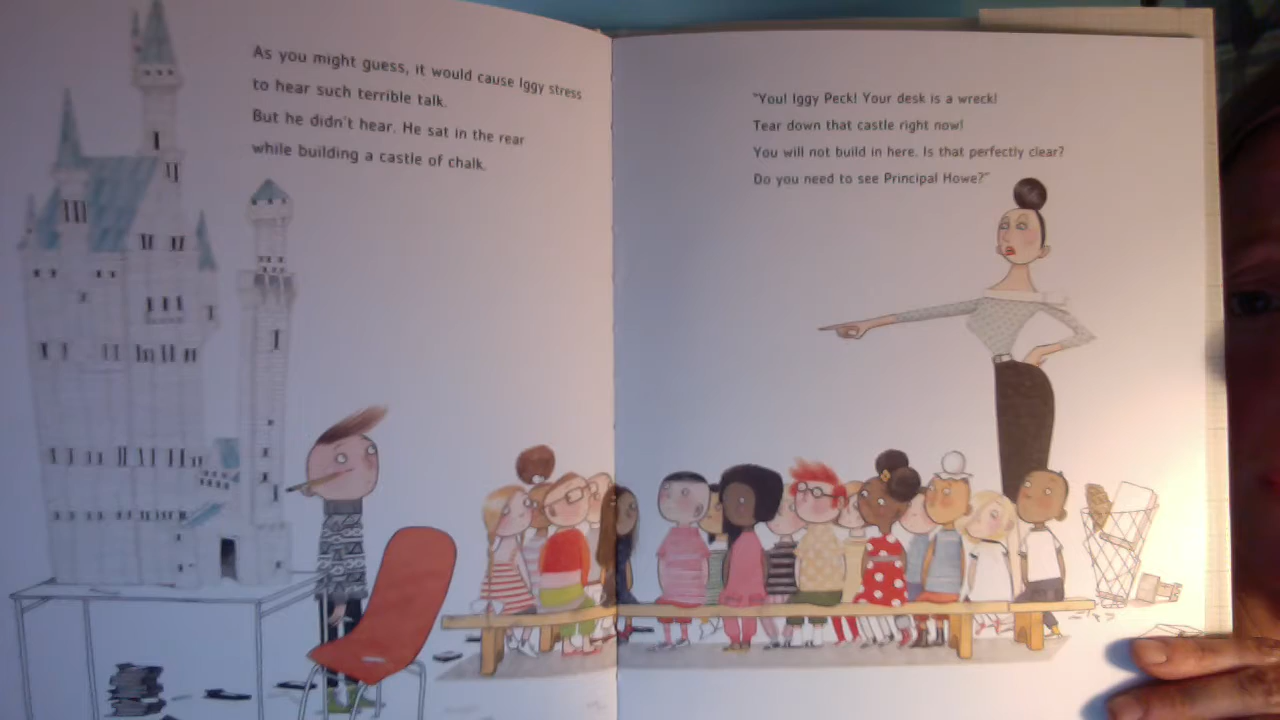 As you might guess, it would cause Iggy stress
to hear such terrible talk.
But he didn't hear. He sat in the rear
while building a castle of chalk.
"You! Iggy Peck! Your desk is a wreck!
Tear down that castle right now!
You will not build in here. Is that perfectly clear?
Do you need to see Principal Howe?"